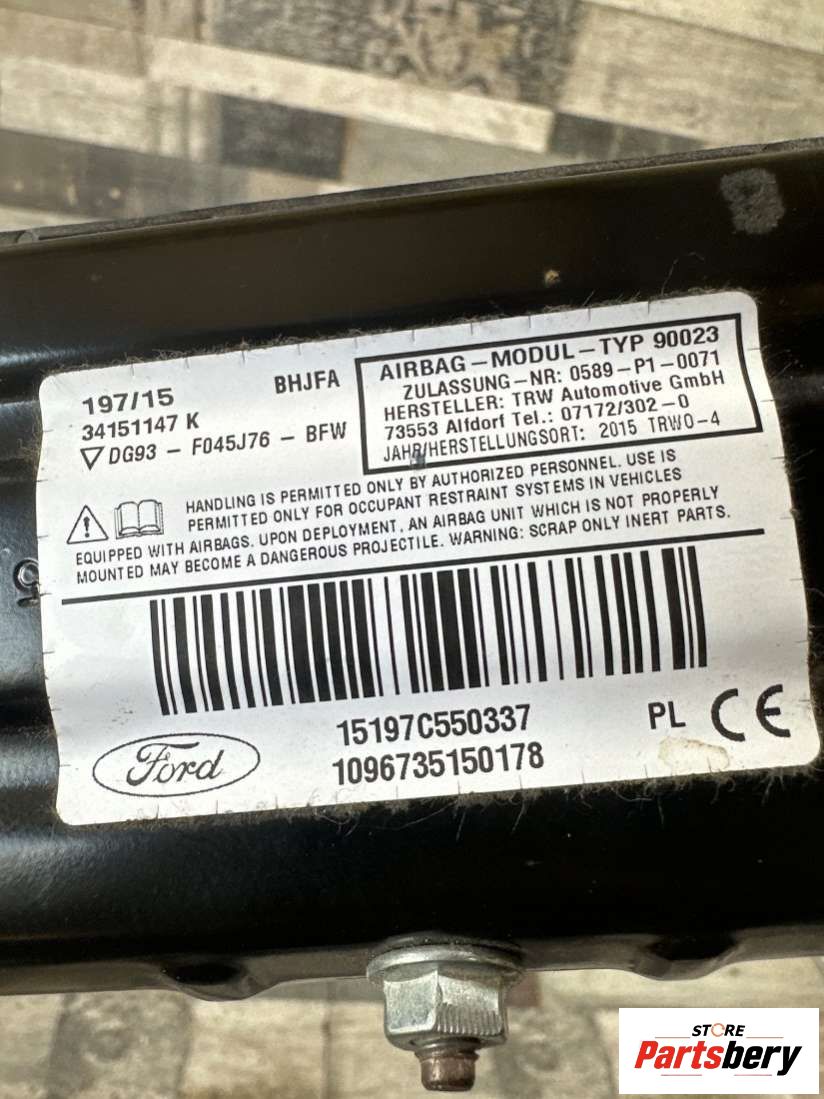 197/15
BHJFA
34151147 K
DG93 - F045J76 - BFW
AIRBAG-MODUL-TYP 90023
ZULASSUNG-NR: 0589-P1-0071
HERSTELLER: TRW Automotive GmbH
73553 Alfdorf Tel.: 07172/302-0
JAHR/HERSTELLUNGSORT: 2015 TRWO-4
HANDLING IS PERMITTED ONLY BY AUTHORIZED PERSONNEL. USE IS
PERMITTED ONLY FOR OCCUPANT RESTRAINT SYSTEMS IN VEHICLES
EQUIPPED WITH AIRBAGS. UPON DEPLOYMENT, AN AIRBAG UNIT WHICH IS NOT PROPERLY
MOUNTED MAY BECOME A DANGEROUS PROJECTILE. WARNING: SCRAP ONLY INERT PARTS.
15197C550337
1096735150178
Ford
PL CE
STORE
Partsbery